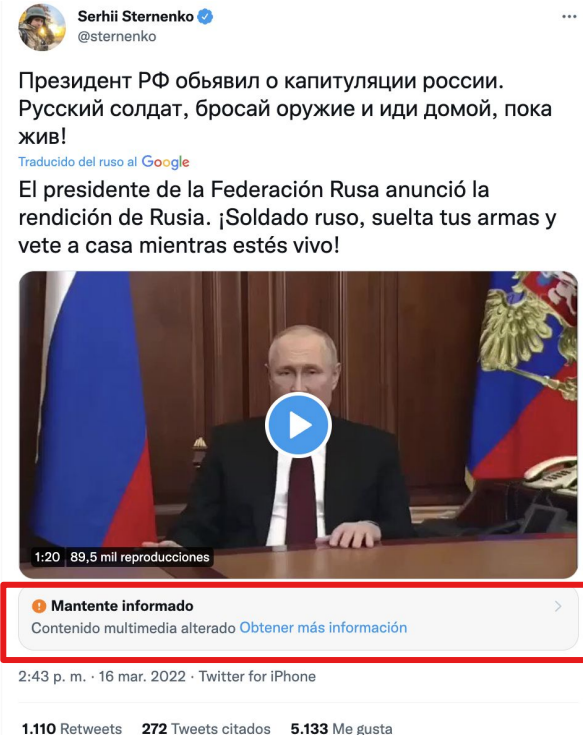 Serhii Sternenko
@sternenko
Президент РФ обьявил о капитуляции россии.
Русский солдат, бросай оружие и иди домой, пока
жив!
Traducido del ruso al Google
El presidente de la Federación Rusa anunció la
rendición de Rusia. ¡Soldado ruso, suelta tus armas y
vete a casa mientras estés vivo!
1:20 89,5 mil reproducciones
Mantente informado
Contenido multimedia alterado Obtener más información
2:43 p. m. · 16 mar. 2022 · Twitter for iPhone
1.110 Retweets 272 Tweets citados 5.133 Me gusta